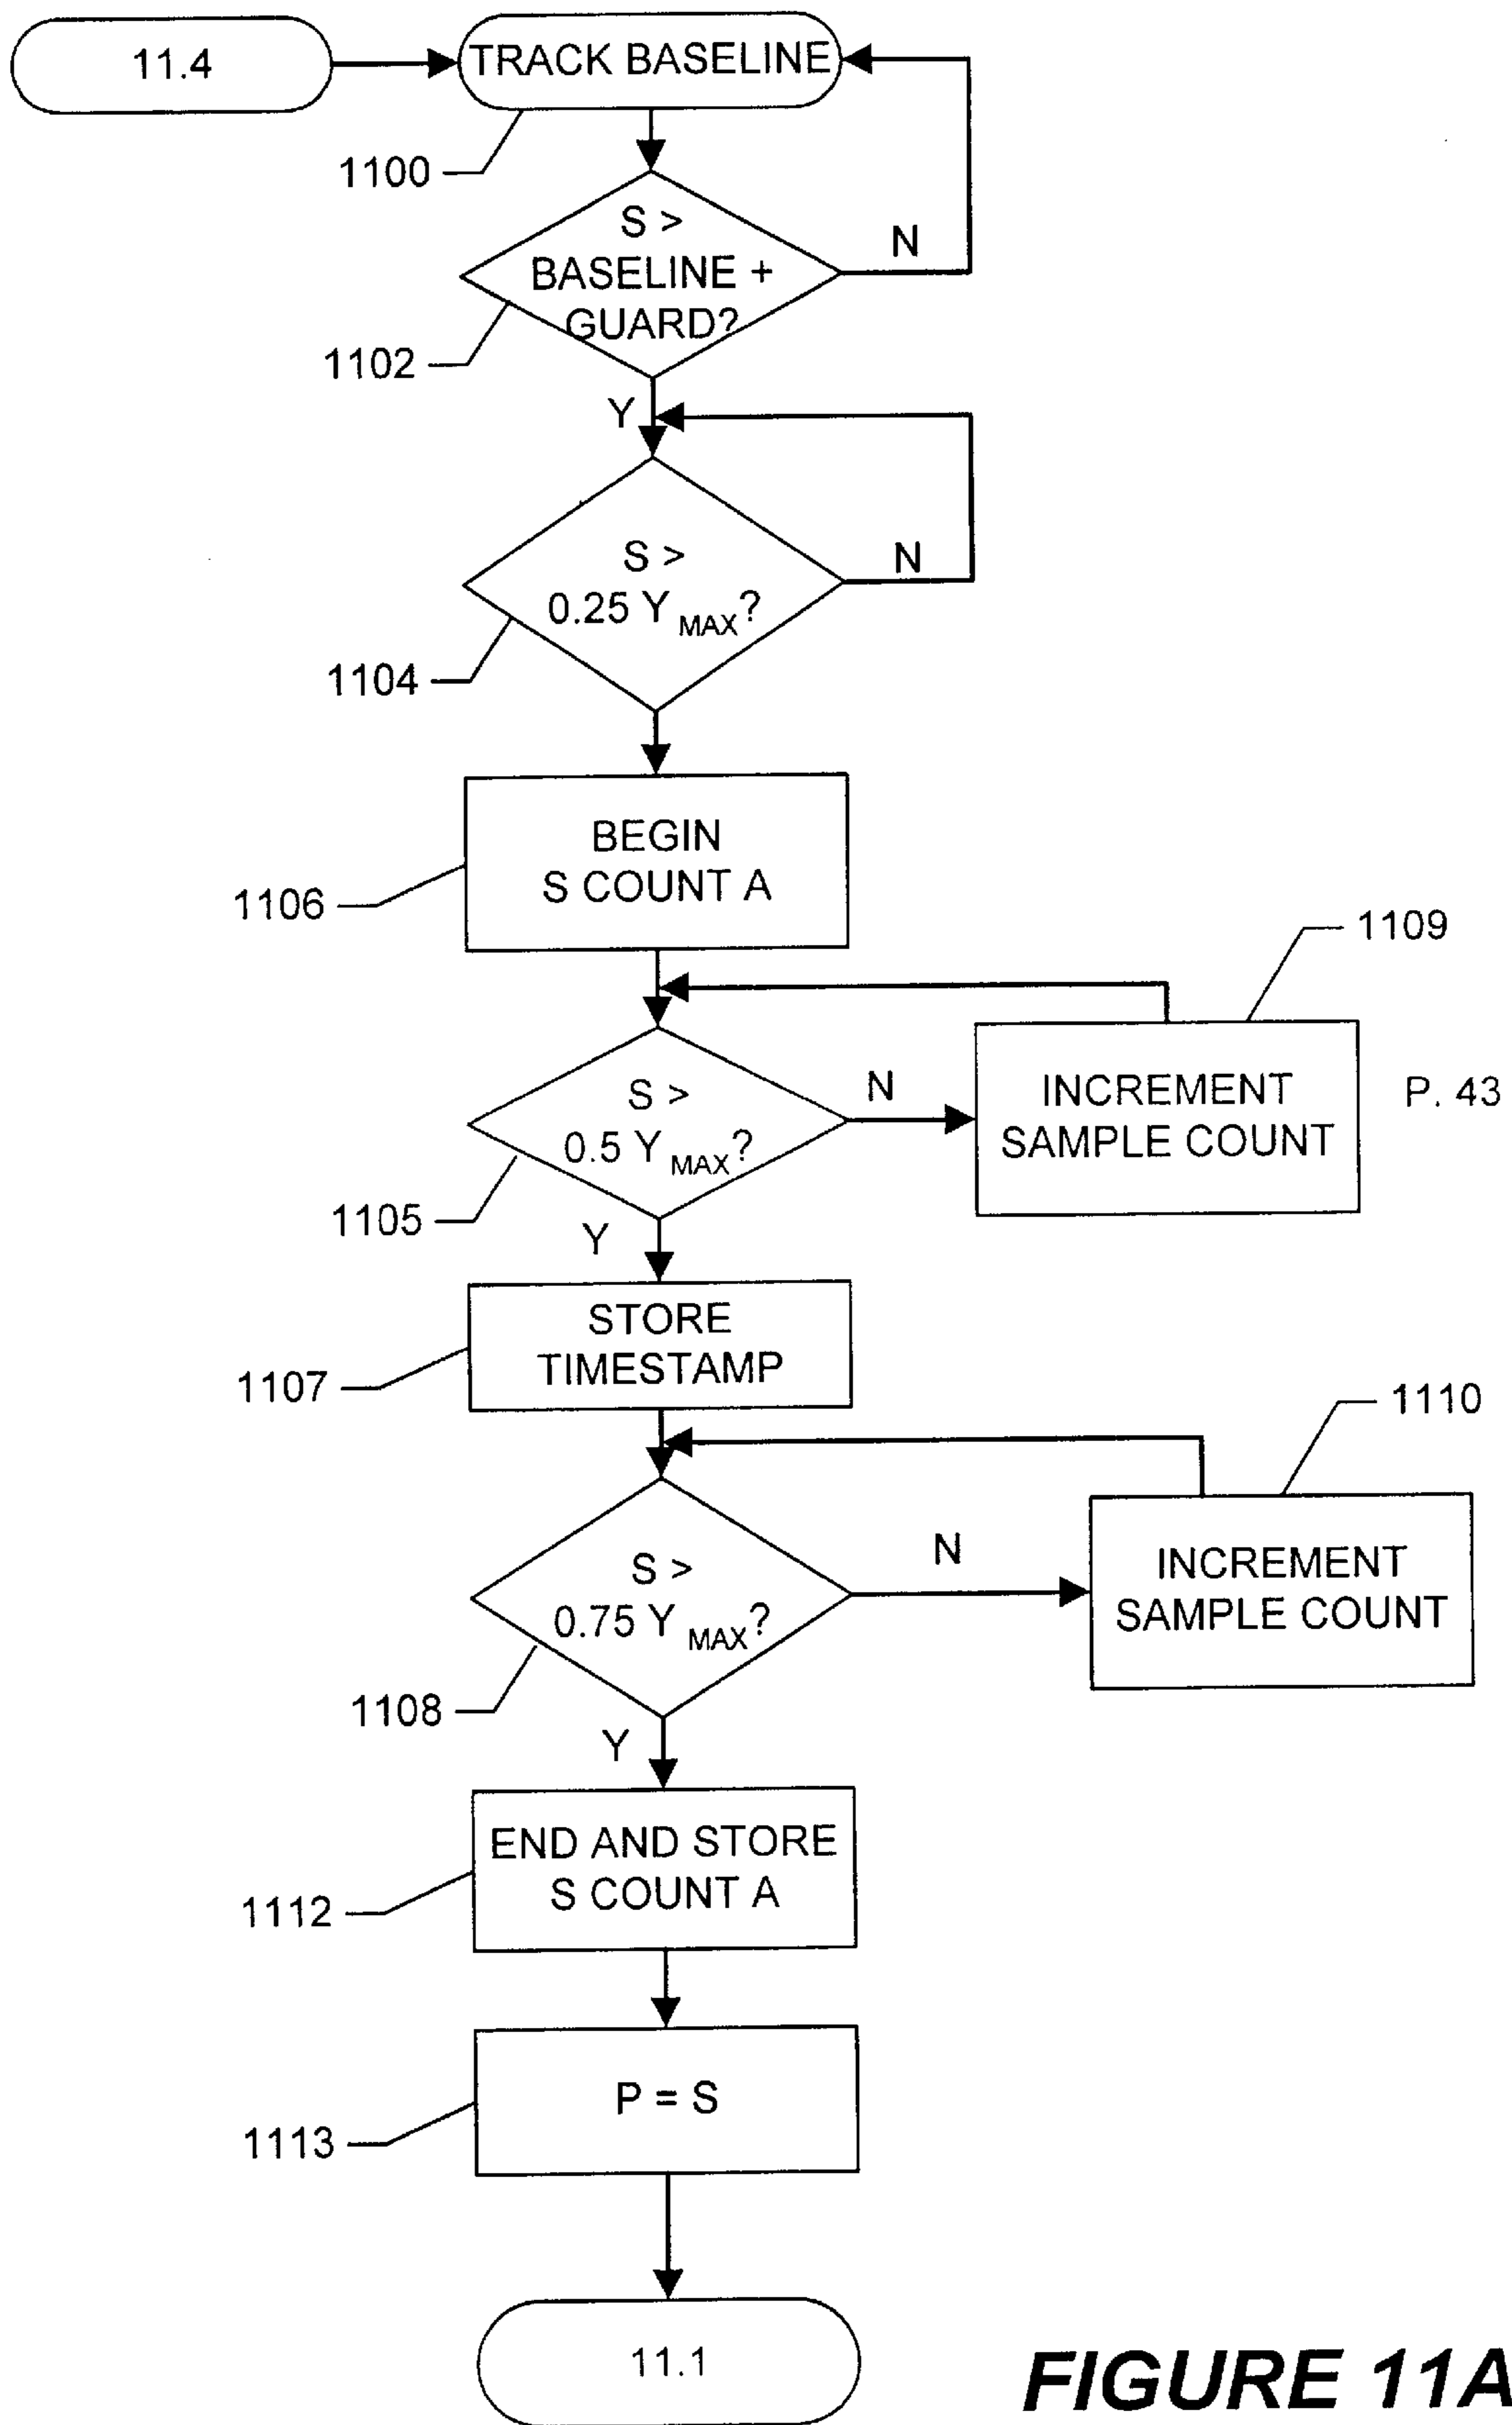 11.4
TRACK BASELINE
1100
S >
BASELINE +
GUARD?
N
1102
Y
S >
0.25 Y MAX?
N
1104
BEGIN
S COUNT A
1106
1109
S >
0.5 Y MAX?
N
INCREMENT
SAMPLE COUNT
P. 43
1105
Y
STORE
TIMESTAMP
1107
1110
S >
0.75 Y MAX?
N
INCREMENT
SAMPLE COUNT
1108
Y
END AND STORE
S COUNT A
1112
P = S
1113
11.1
FIGURE 11A